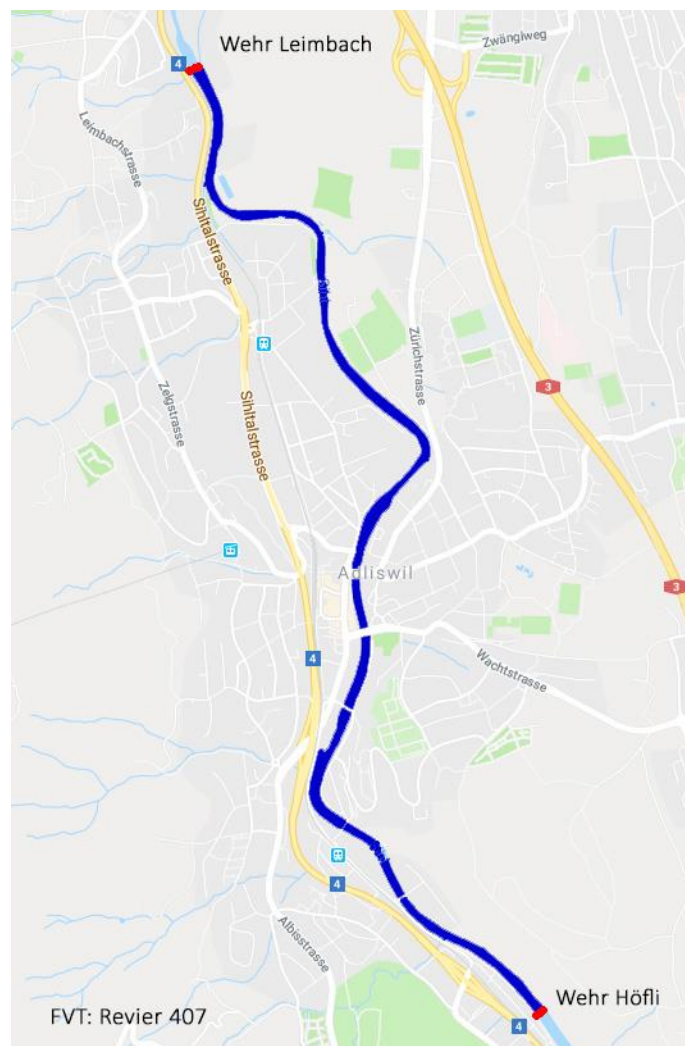 Wehr Leimbach
Zwänglweg
4
Leimbachstrasse
Sihltalstrasse
Sihl
Zürichstrasse
3
Zelgstrasse
Sihltalstrasse
Adliswil
3
4
Wachtstrasse
4
Albisstrasse
Wehr Höfli
FVT: Revier 407
4